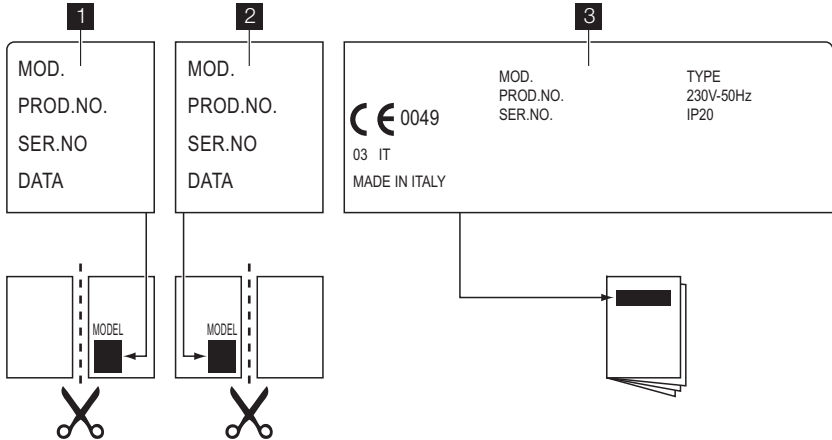 1
MOD.
PROD.NO.
SER.NO
DATA
2
MOD.
PROD.NO.
SER.NO
DATA
3
MOD.
PROD.NO.
SER.NO.
TYPE
230V-50Hz
IP20
CE 0049
03 IT
MADE IN ITALY
MODEL
MODEL